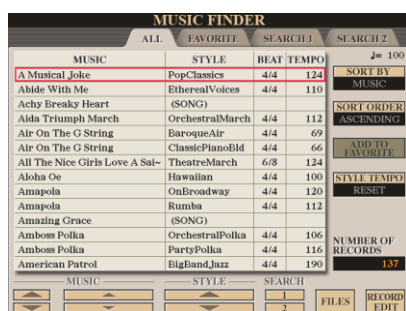 MUSIC FINDER
ALL FAVORITE SEARCH 1 SEARCH 2
♩= 100
MUSIC STYLE BEAT TEMPO
A Musical Joke PopClassics 4/4 124
Abide With Me EtherealVoices 4/4 110
Achy Breaky Heart (SONG)
Aida Triumph March OrchestralMarch 4/4 112
Air On The G String BaroqueAir 4/4 69
Air On The G String ClassicPianoBld 4/4 66
All The Nice Girls Love A Sai~ TheatreMarch 6/8 124
Aloha Oe Hawaiian 4/4 100
Amapola OnBroadway 4/4 120
Amapola Rumba 4/4 112
Amazing Grace (SONG)
Amboss Polka OrchestralPolka 4/4 106
Amboss Polka PartyPolka 4/4 116
American Patrol BigBandJazz 4/4 190
SORT BY
MUSIC
SORT ORDER
ASCENDING
ADD TO
FAVORITE
STYLE TEMPO
RESET
NUMBER OF
RECORDS
137
MUSIC STYLE SEARCH
1
2
FILES
RECORD
EDIT